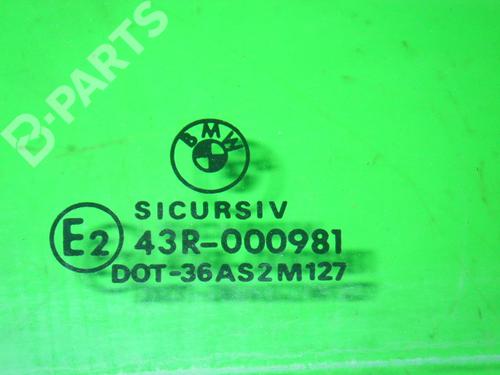 B-PARTS
BMW
SICURSIV
E2
43R-000981
DOT-36AS2M127